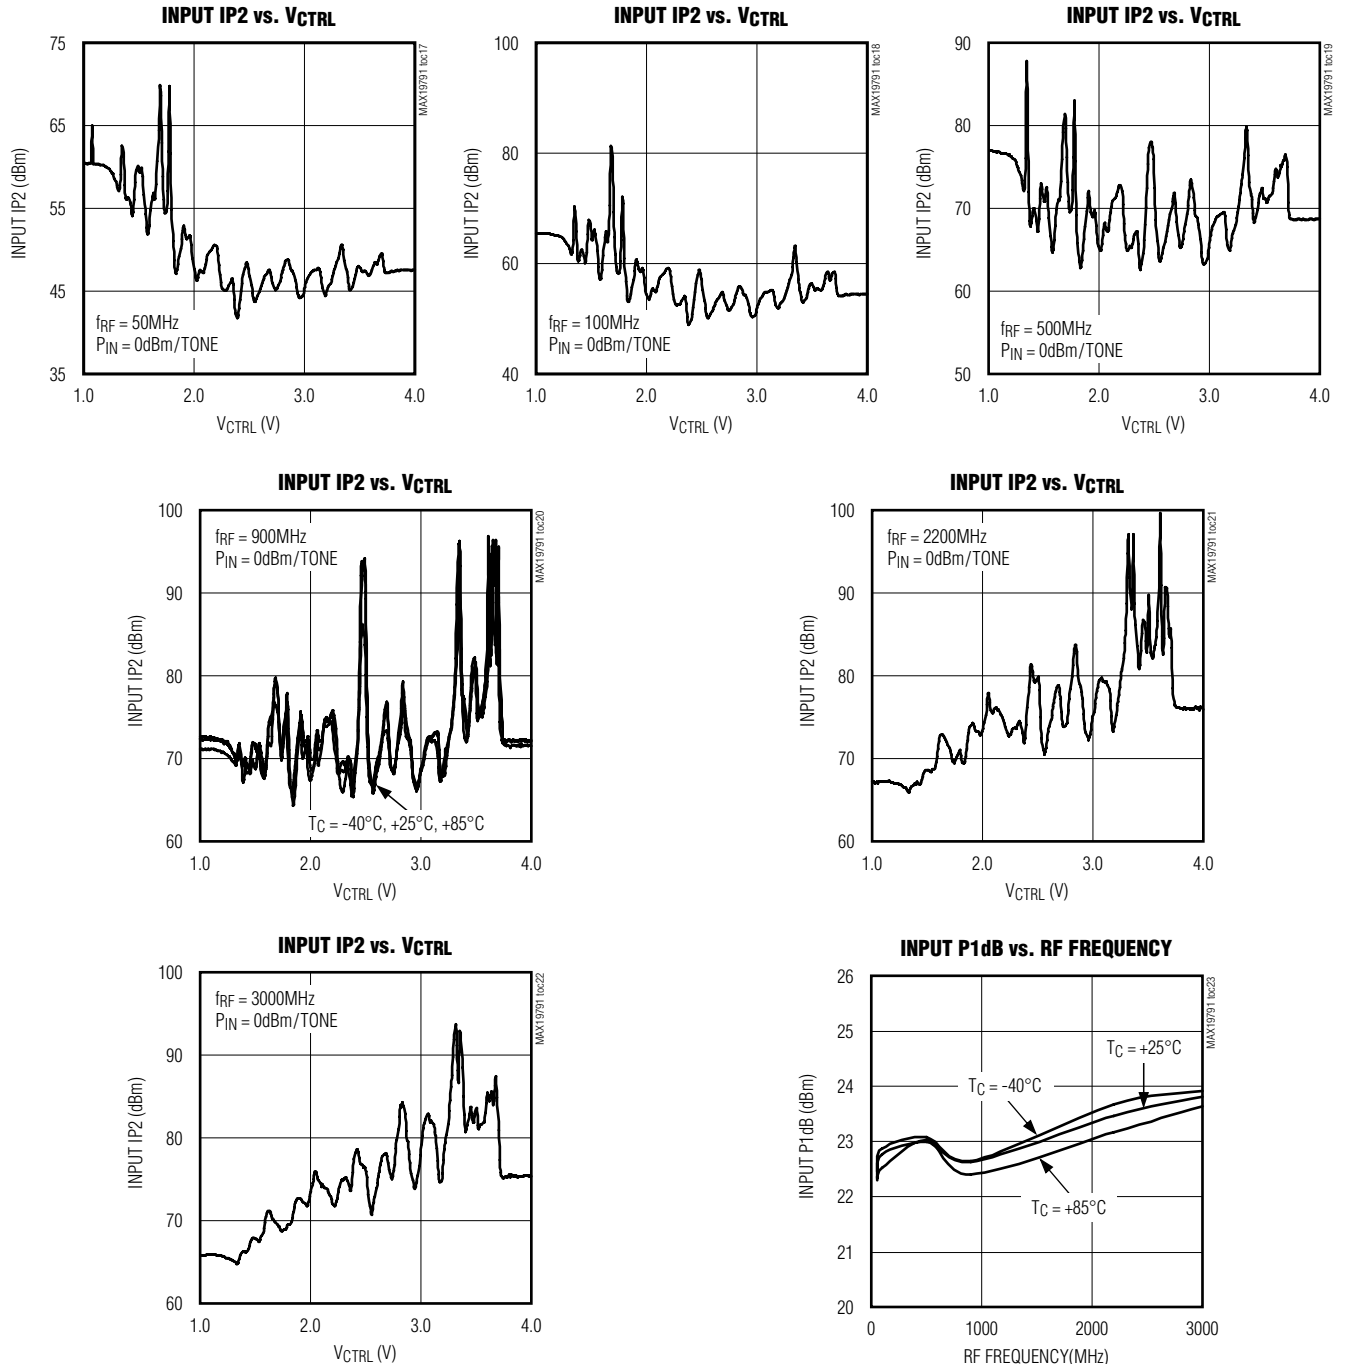 INPUT IP2 vs. VCTRL
MAX19791 toc17
INPUT IP2 (dBm)
75
65
55
45
35
fRF = 50MHz
PIN = 0dBm/TONE
1.0 2.0 3.0 4.0
VCTRL (V)
INPUT IP2 vs. VCTRL
MAX19791 toc18
INPUT IP2 (dBm)
100
80
60
40
fRF = 100MHz
PIN = 0dBm/TONE
1.0 2.0 3.0 4.0
VCTRL (V)
INPUT IP2 vs. VCTRL
MAX19791 toc19
INPUT IP2 (dBm)
90
80
70
60
50
fRF = 500MHz
PIN = 0dBm/TONE
1.0 2.0 3.0 4.0
VCTRL (V)
INPUT IP2 vs. VCTRL
MAX19791 toc20
INPUT IP2 (dBm)
100
90
80
70
60
fRF = 900MHz
PIN = 0dBm/TONE
TC = -40°C, +25°C, +85°C
1.0 2.0 3.0 4.0
VCTRL (V)
INPUT IP2 vs. VCTRL
MAX19791 toc21
INPUT IP2 (dBm)
100
90
80
70
60
fRF = 2200MHz
PIN = 0dBm/TONE
1.0 2.0 3.0 4.0
VCTRL (V)
INPUT IP2 vs. VCTRL
MAX19791 toc22
INPUT IP2 (dBm)
100
90
80
70
60
fRF = 3000MHz
PIN = 0dBm/TONE
1.0 2.0 3.0 4.0
VCTRL (V)
INPUT P1dB vs. RF FREQUENCY
MAX19791 toc23
INPUT P1dB (dBm)
26
25
24
23
22
21
20
TC = +25°C
TC = -40°C
TC = +85°C
0 1000 2000 3000
RF FREQUENCY(MHz)